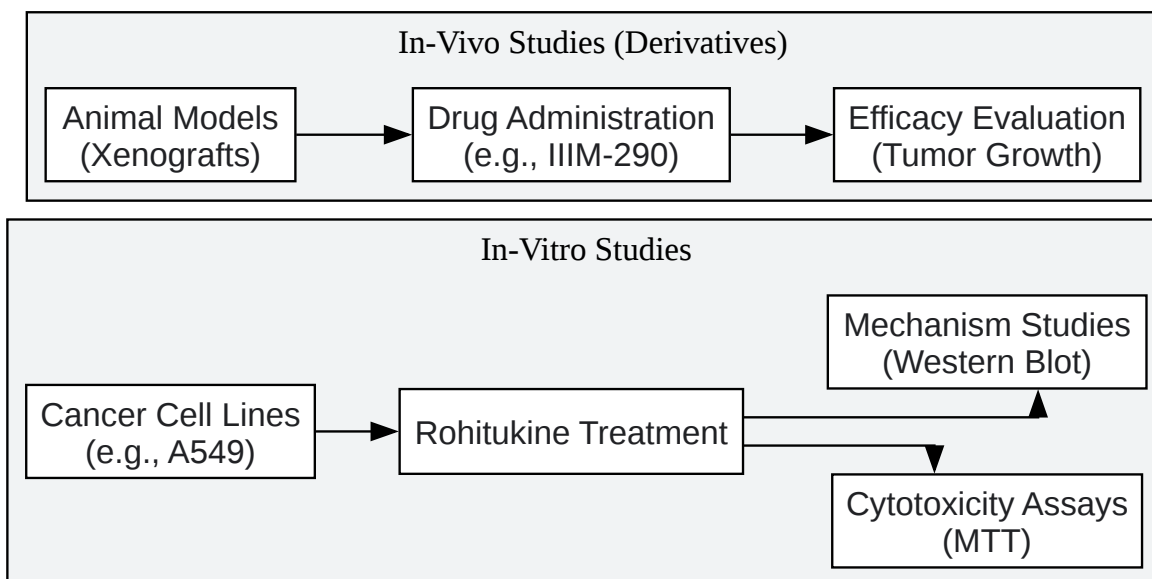 In-Vivo Studies (Derivatives)
Animal Models
(Xenografts)
Drug Administration
(e.g., IIIM-290)
Efficacy Evaluation
(Tumor Growth)
In-Vitro Studies
Cancer Cell Lines
(e.g., A549)
Rohitukine Treatment
Mechanism Studies
(Western Blot)
Cytotoxicity Assays
(MTT)